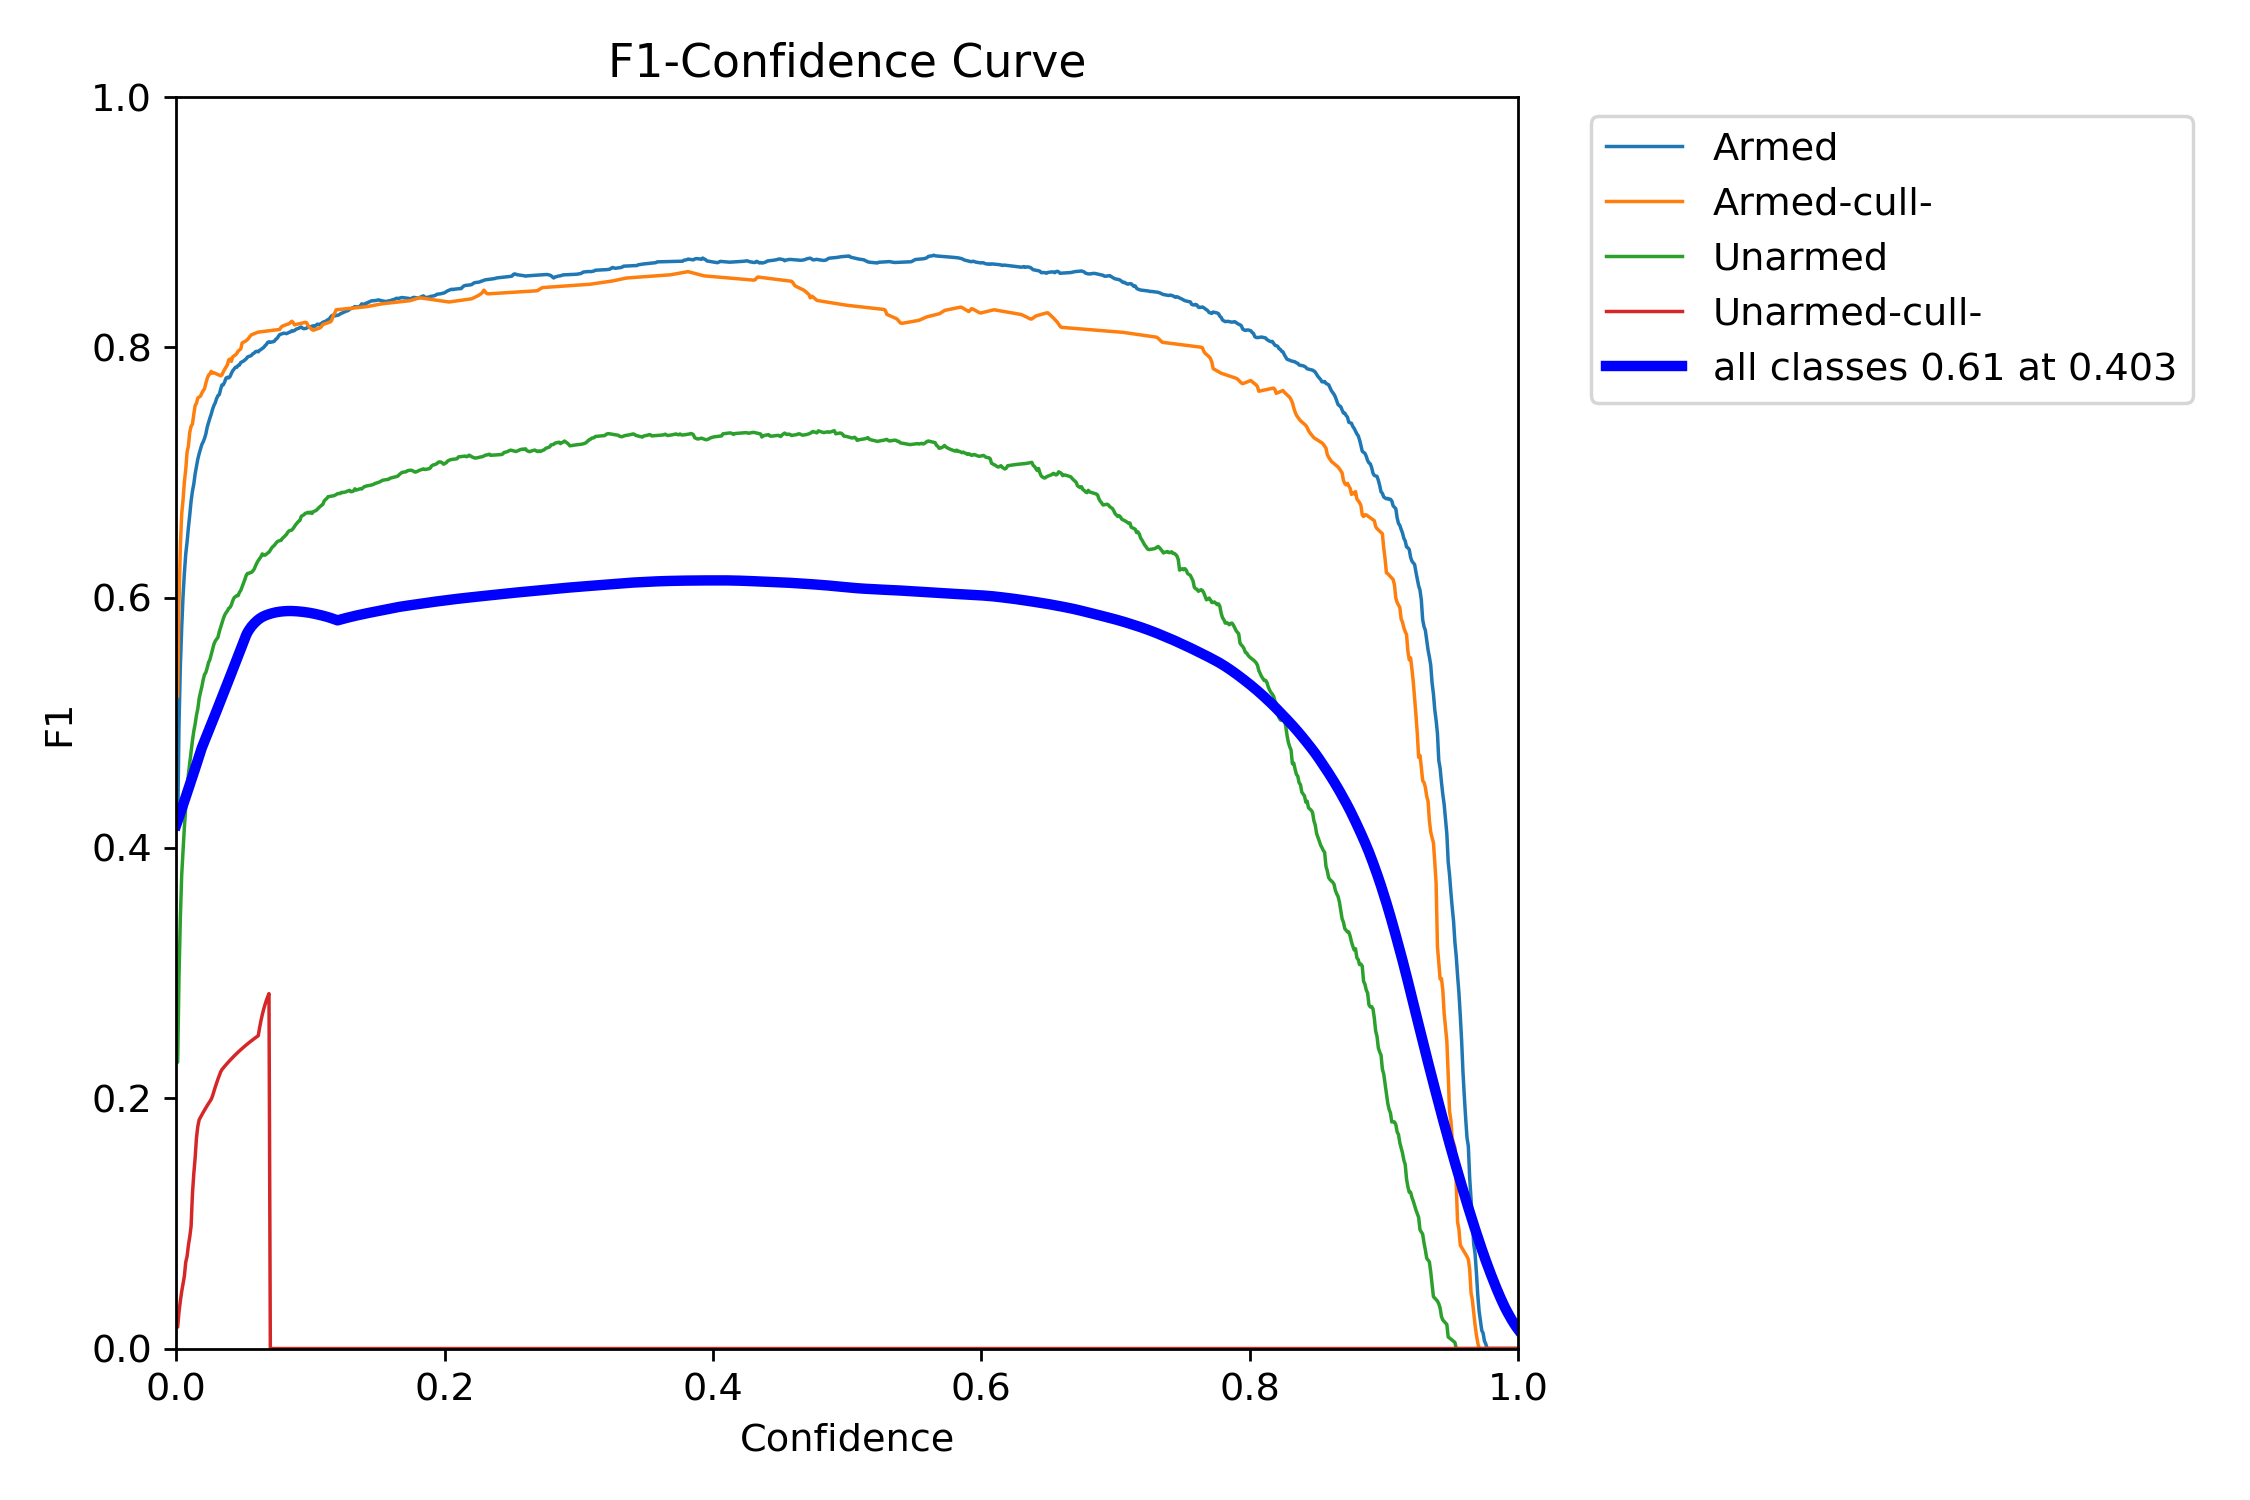 F1-Confidence Curve
1.0
0.8
0.6
0.4
0.2
0.0
F1
0.0 0.2 0.4 0.6 0.8 1.0
Confidence
Armed
Armed-cull-
Unarmed
Unarmed-cull-
all classes 0.61 at 0.403